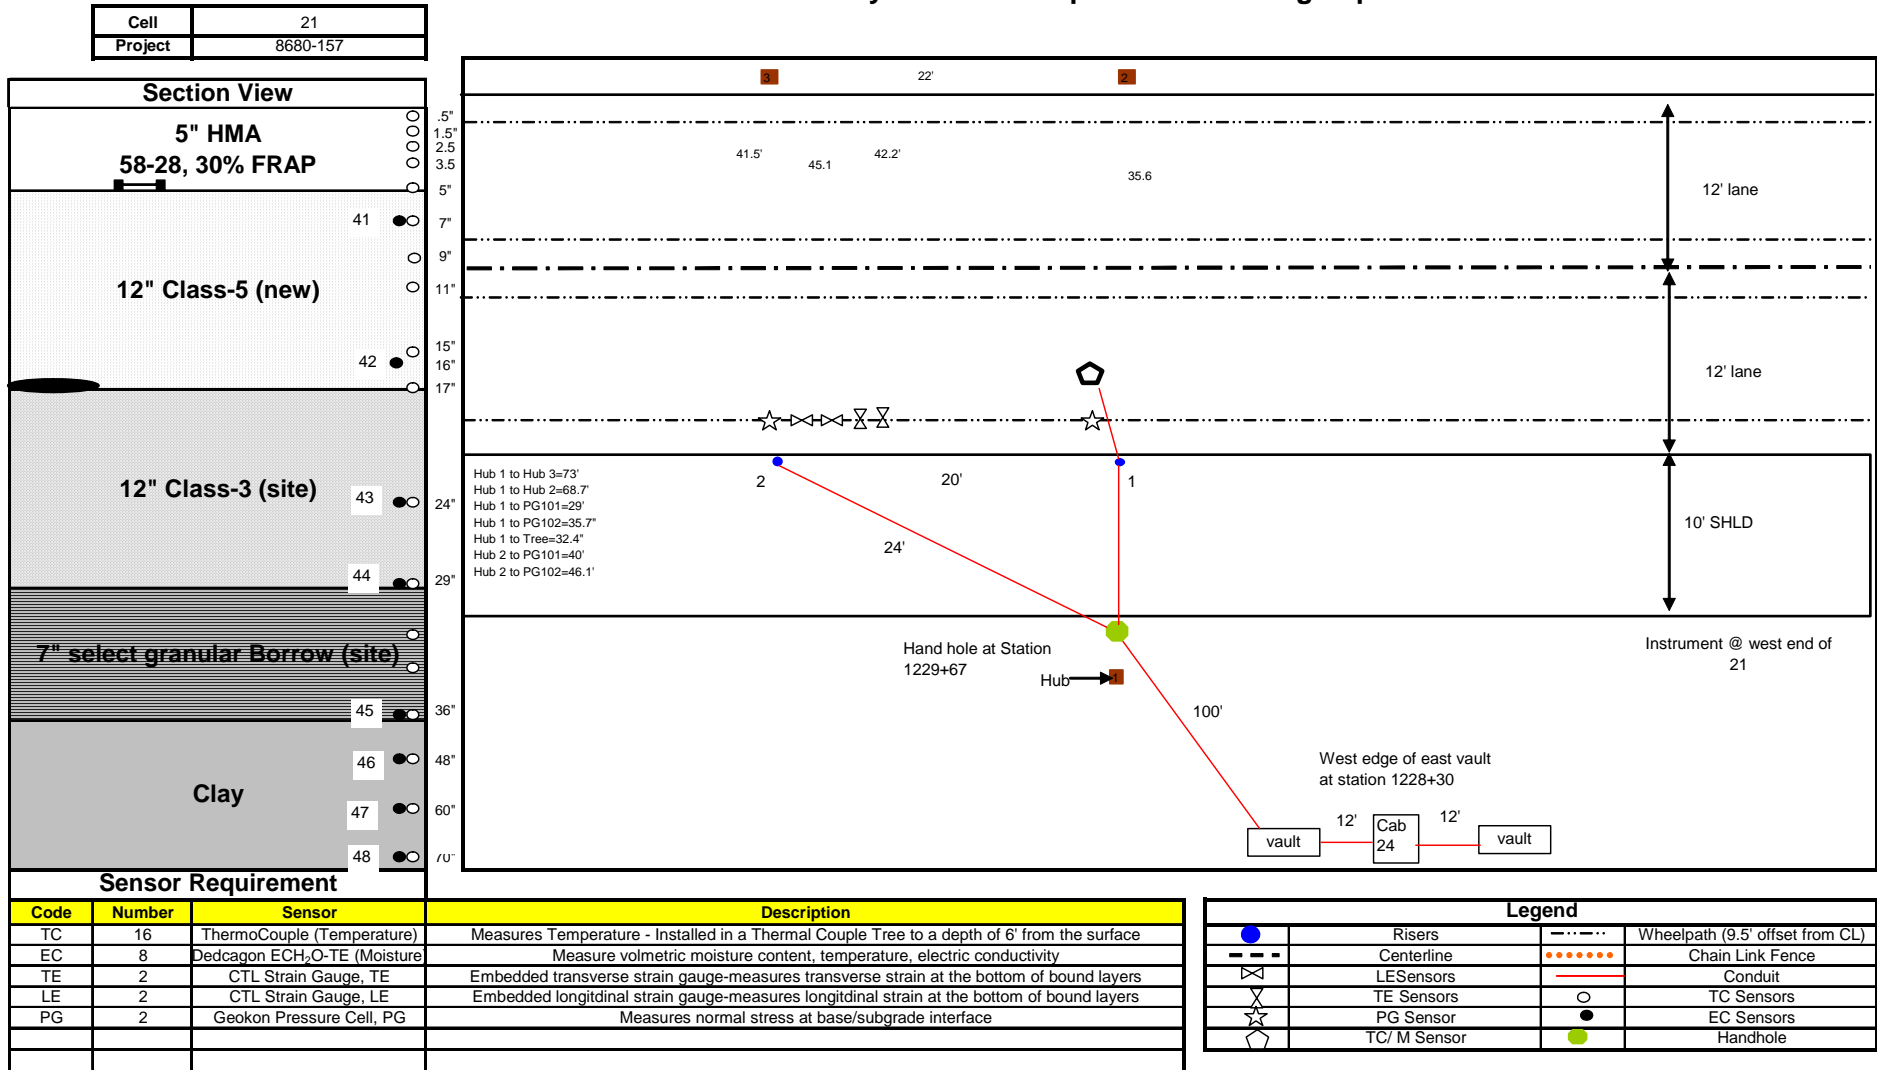 Cell 21
Project 8680-157
Section View
5" HMA
58-28, 30% FRAP
12" Class-5 (new)
12" Class-3 (site)
7" select granular Borrow (site)
Clay
41
42
43
44
45
46
47
48
.5"
1.5"
2.5
3.5
5"
7"
9"
11"
15"
16"
17"
24"
29"
36"
48"
60"
70"
3 22' 2
41.5' 42.2'
45.1
35.6
12' lane
12' lane
Hub 1 to Hub 3=73'
Hub 1 to Hub 2=68.7'
Hub 1 to PG101=29'
Hub 1 to PG102=35.7"
Hub 1 to Tree=32.4"
Hub 2 to PG101=40'
Hub 2 to PG102=46.1'
2 20' 1
24'
10' SHLD
Hand hole at Station
1229+67
Hub 1
Instrument @ west end of
21
100'
West edge of east vault
at station 1228+30
vault 12' Cab
24 12' vault
Sensor Requirement
Code Number Sensor Description
TC 16 ThermoCouple (Temperature) Measures Temperature - Installed in a Thermal Couple Tree to a depth of 6' from the surface
EC 8 Dedcagon ECH2O-TE (Moisture Measure volmetric moisture content, temperature, electric conductivity
TE 2 CTL Strain Gauge, TE Embedded transverse strain gauge-measures transverse strain at the bottom of bound layers
LE 2 CTL Strain Gauge, LE Embedded longitdinal strain gauge-measures longitdinal strain at the bottom of bound layers
PG 2 Geokon Pressure Cell, PG Measures normal stress at base/subgrade interface
Legend
Risers Wheelpath (9.5' offset from CL)
Centerline Chain Link Fence
LESensors Conduit
TE Sensors TC Sensors
PG Sensor EC Sensors
TC/ M Sensor Handhole